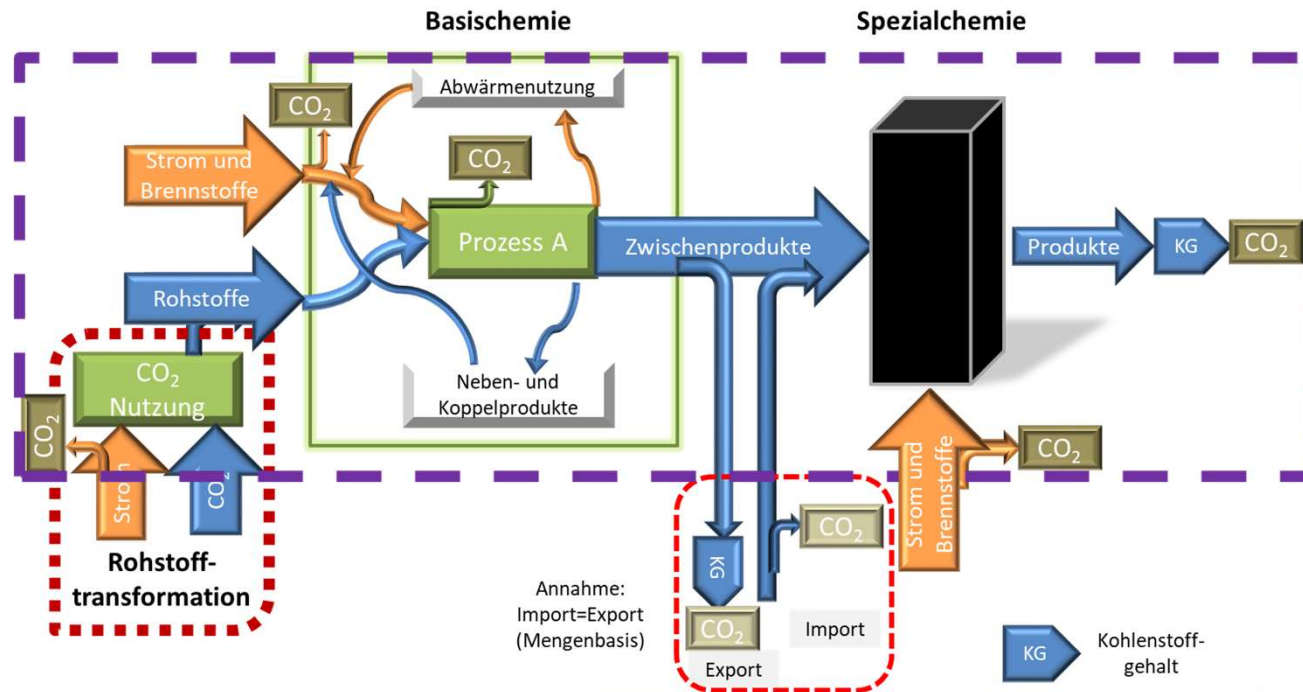 Basischemie
Spezialchemie
Abwärmenutzung
CO2
CO2
Strom und
Brennstoffe
Prozess A
Zwischenprodukte
Produkte
KG
CO2
Rohstoffe
CO2
Nutzung
Neben- und
Koppelprodukte
CO2
Strom
CO2
CO2
Strom und
Brennstoffe
Rohstoff-
transformation
KG
CO2
Annahme:
Import=Export
(Mengenbasis)
CO2
Import
Export
KG
Kohlenstoff-
gehalt